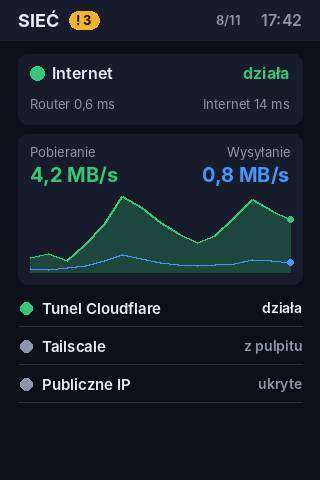 SIEĆ ! 3 8/11 17:42
Internet działa
Router 0,6 ms Internet 14 ms
Pobieranie Wysyłanie
4,2 MB/s 0,8 MB/s
Tunel Cloudflare działa
Tailscale z pulpitu
Publiczne IP ukryte